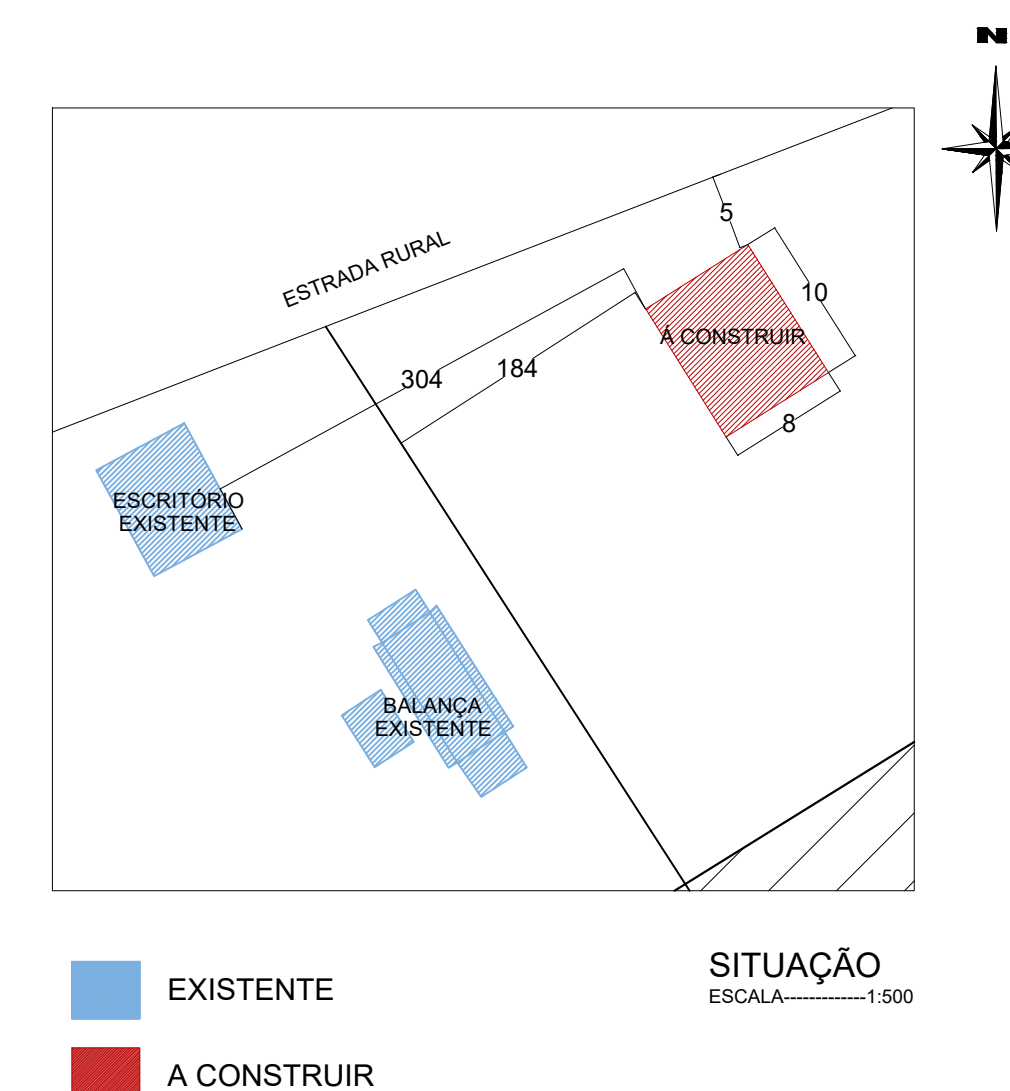 N
5
ESTRADA RURAL
10
Á CONSTRUIR
304
184
8
ESCRITÓRIO
EXISTENTE
BALANÇA
EXISTENTE
SITUAÇÃO
ESCALA-------------1:500
EXISTENTE
A CONSTRUIR